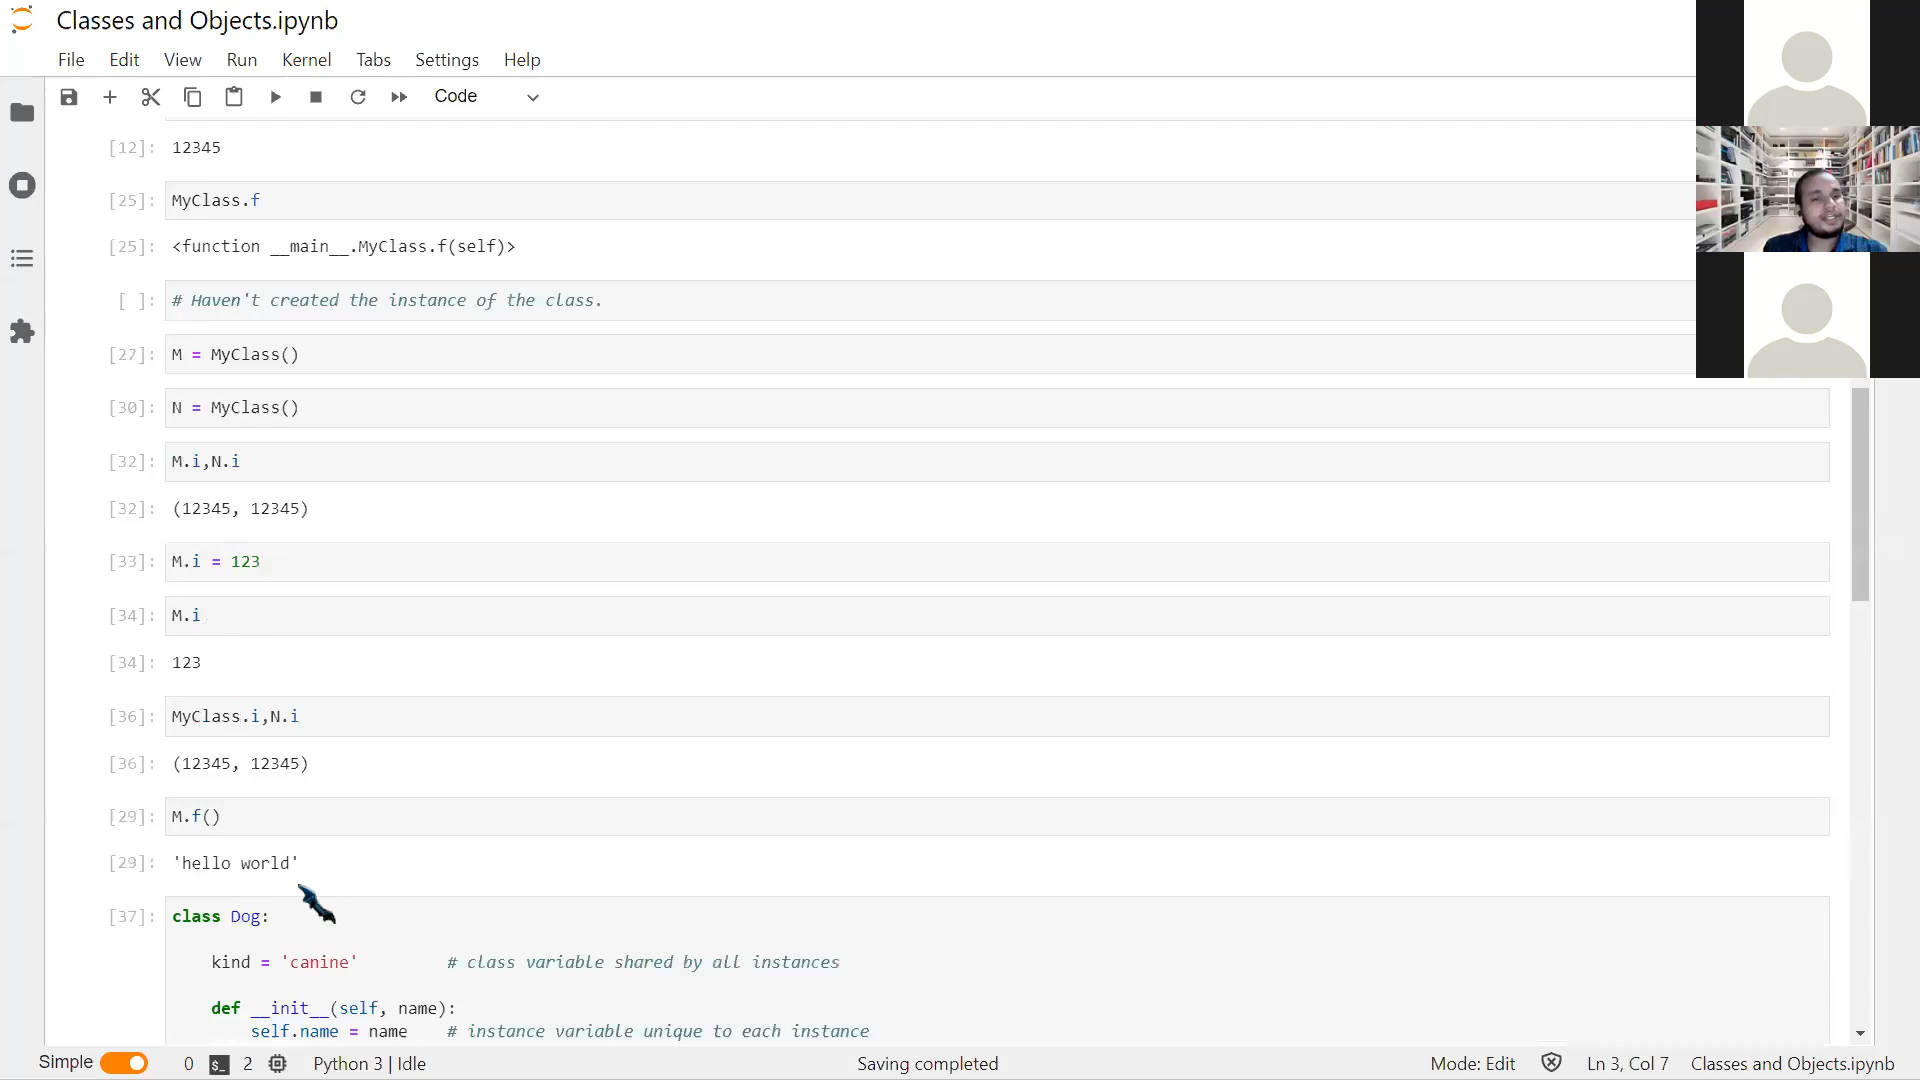 Classes and Objects.ipynb
File Edit View Run Kernel Tabs Settings Help
Code
[12]: 12345
[25]: MyClass.f
[25]: <function __main__.MyClass.f(self)>
[ ]: # Haven't created the instance of the class.
[27]: M = MyClass()
[30]: N = MyClass()
[32]: M.i,N.i
[32]: (12345, 12345)
[33]: M.i = 123
[34]: M.i
[34]: 123
[36]: MyClass.i,N.i
[36]: (12345, 12345)
[29]: M.f()
[29]: 'hello world'
[37]: class Dog:
kind = 'canine' # class variable shared by all instances
def __init__(self, name):
self.name = name # instance variable unique to each instance
Simple 0 $_ 2 Python 3 | Idle Saving completed Mode: Edit Ln 3, Col 7 Classes and Objects.ipynb